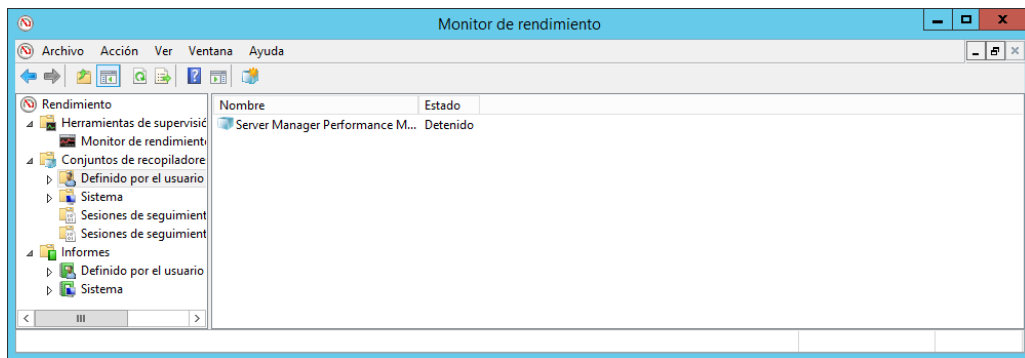 Monitor de rendimiento
Archivo Acción Ver Ventana Ayuda
Rendimiento
Herramientas de supervisió
Monitor de rendimiento
Conjuntos de recopiladore
Definido por el usuario
Sistema
Sesiones de seguimient
Sesiones de seguimient
Informes
Definido por el usuario
Sistema
Nombre Estado
Server Manager Performance M... Detenido